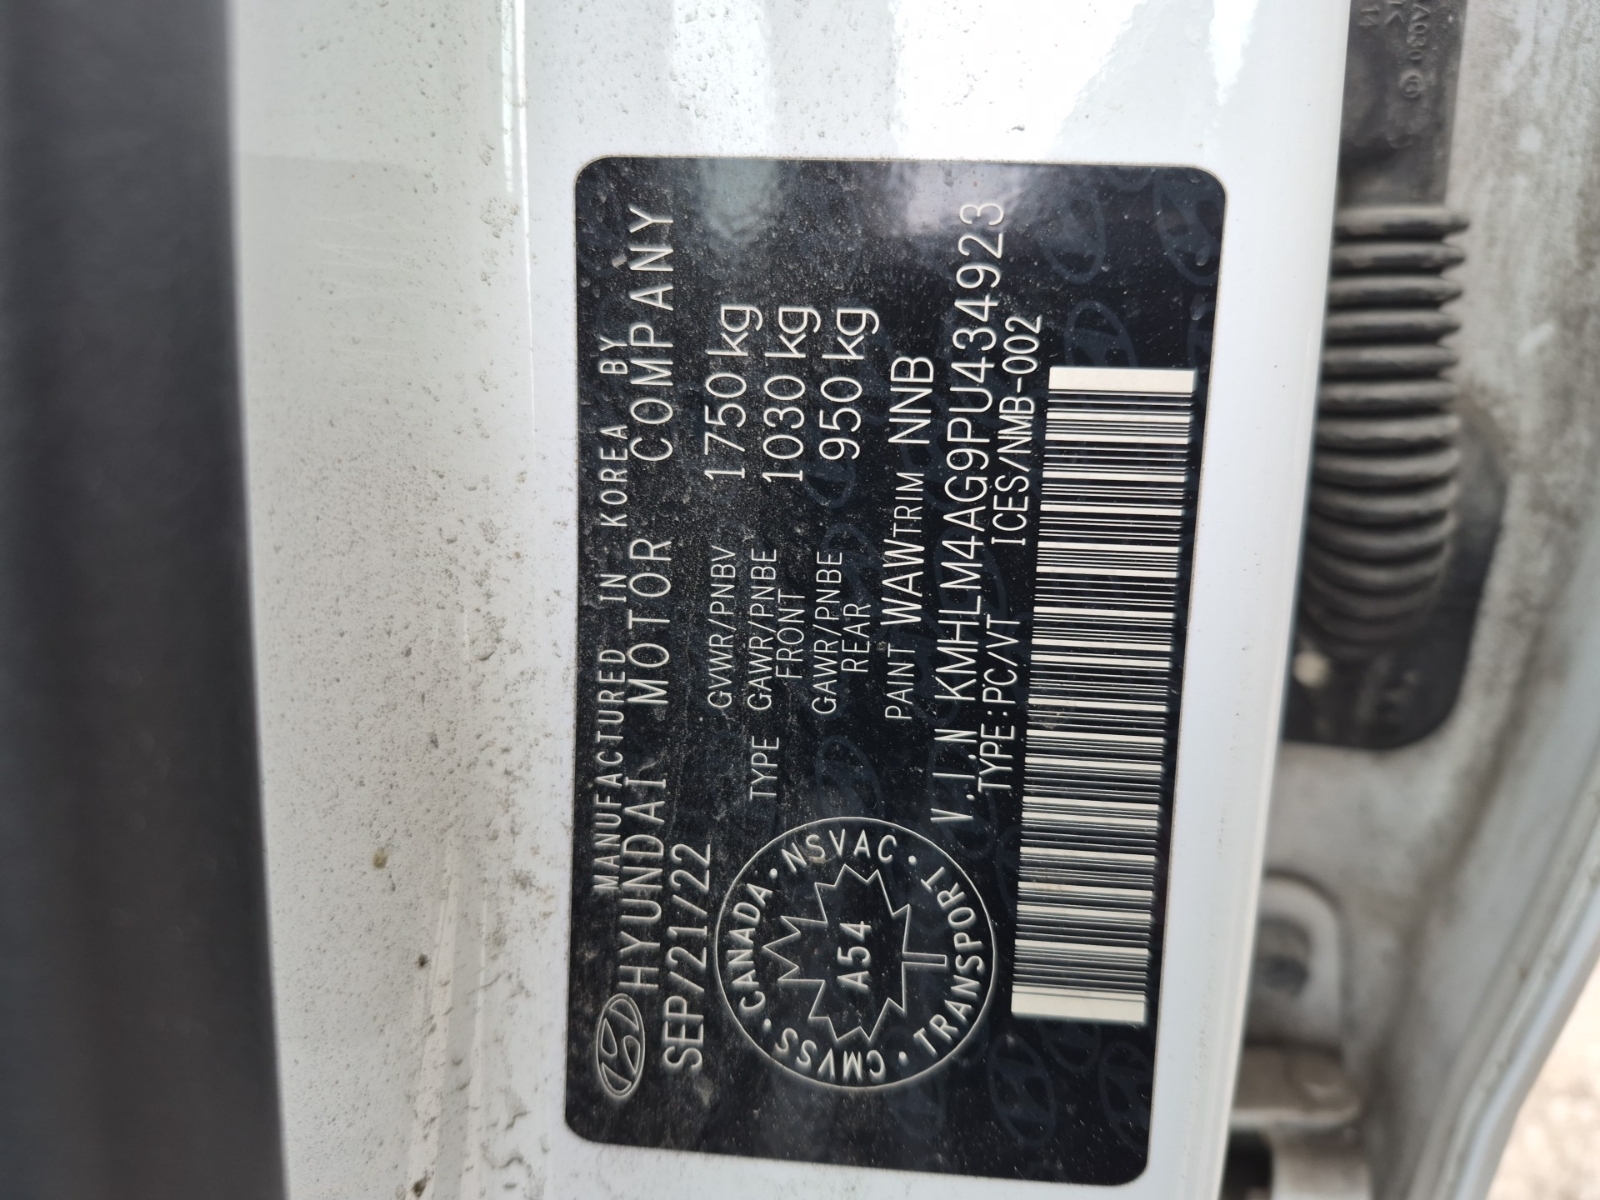 MANUFACTURED IN KOREA BY
HYUNDAI MOTOR COMPANY
SEP/21/22
GVWR/PNBV 1750 kg
TYPE GAWR/PNBE FRONT 1030 kg
GAWR/PNBE REAR 950 kg
PAINT WAW TRIM NNB
V.I.N KMHLM4AG9PU434923
TYPE:PC/VT ICES/NMB-002
CMVSS · CANADA · NSVAC · TRANSPORT ·
A54